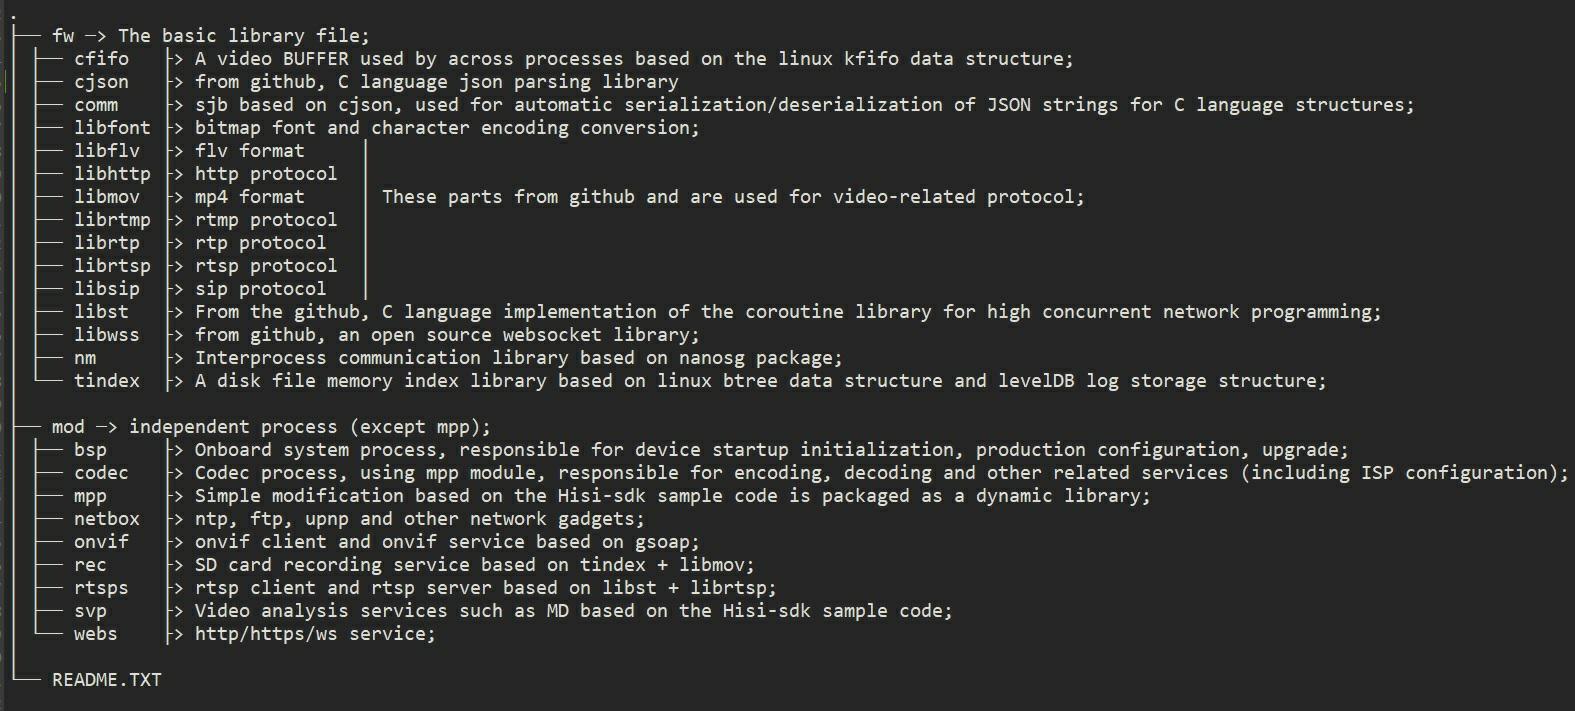 .
├── fw —> The basic library file;
│ ├── cfifo ├> A video BUFFER used by across processes based on the linux kfifo data structure;
│ ├── cjson ├> from github, C language json parsing library
│ ├── comm ├> sjb based on cjson, used for automatic serialization/deserialization of JSON strings for C language structures;
│ ├── libfont ├> bitmap font and character encoding conversion;
│ ├── libflv ├> flv format │
│ ├── libhttp ├> http protocol │
│ ├── libmov ├> mp4 format │ These parts from github and are used for video-related protocol;
│ ├── librtmp ├> rtmp protocol │
│ ├── librtp ├> rtp protocol │
│ ├── librtsp ├> rtsp protocol │
│ ├── libsip ├> sip protocol │
│ ├── libst ├> From the github, C language implementation of the coroutine library for high concurrent network programming;
│ ├── libwss ├> from github, an open source websocket library;
│ ├── nm ├> Interprocess communication library based on nanosg package;
│ └── tindex ├> A disk file memory index library based on linux btree data structure and levelDB log storage structure;
│
├── mod —> independent process (except mpp);
│ ├── bsp ├> Onboard system process, responsible for device startup initialization, production configuration, upgrade;
│ ├── codec ├> Codec process, using mpp module, responsible for encoding, decoding and other related services (including ISP configuration);
│ ├── mpp ├> Simple modification based on the Hisi-sdk sample code is packaged as a dynamic library;
│ ├── netbox ├> ntp, ftp, upnp and other network gadgets;
│ ├── onvif ├> onvif client and onvif service based on gsoap;
│ ├── rec ├> SD card recording service based on tindex + libmov;
│ ├── rtsps ├> rtsp client and rtsp server based on libst + librtsp;
│ ├── svp ├> Video analysis services such as MD based on the Hisi-sdk sample code;
│ └── webs ├> http/https/ws service;
│
└── README.TXT